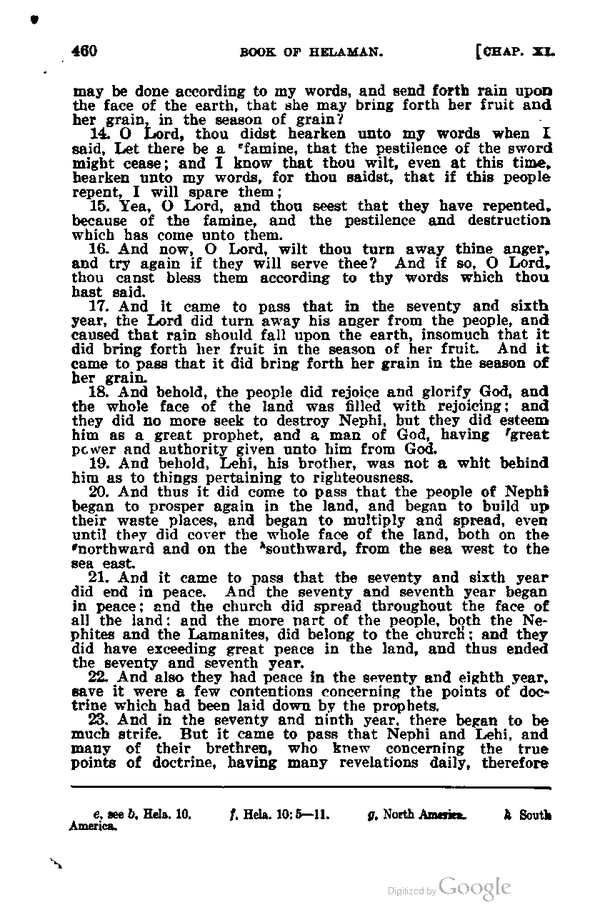 460 BOOK OF HELAMAN. [CHAP. XI.
may be done according to my words, and send forth rain upon
the face of the earth, that she may bring forth her fruit and
her grain, in the season of grain?
14. O Lord, thou didst hearken unto my words when I
said, Let there be a ᵉfamine, that the pestilence of the sword
might cease; and I know that thou wilt, even at this time,
hearken unto my words, for thou saidst, that if this people
repent, I will spare them;
15. Yea, O Lord, and thou seest that they have repented,
because of the famine, and the pestilence and destruction
which has come unto them.
16. And now, O Lord, wilt thou turn away thine anger,
and try again if they will serve thee? And if so, O Lord,
thou canst bless them according to thy words which thou
hast said.
17. And it came to pass that in the seventy and sixth
year, the Lord did turn away his anger from the people, and
caused that rain should fall upon the earth, insomuch that it
did bring forth her fruit in the season of her fruit. And it
came to pass that it did bring forth her grain in the season of
her grain.
18. And behold, the people did rejoice and glorify God, and
the whole face of the land was filled with rejoicing; and
they did no more seek to destroy Nephi, but they did esteem
him as a great prophet, and a man of God, having ᶠgreat
power and authority given unto him from God.
19. And behold, Lehi, his brother, was not a whit behind
him as to things pertaining to righteousness.
20. And thus it did come to pass that the people of Nephi
began to prosper again in the land, and began to build up
their waste places, and began to multiply and spread, even
until they did cover the whole face of the land, both on the
ᵍnorthward and on the ʰsouthward, from the sea west to the
sea east.
21. And it came to pass that the seventy and sixth year
did end in peace. And the seventy and seventh year began
in peace; and the church did spread throughout the face of
all the land; and the more part of the people, both the Ne-
phites and the Lamanites, did belong to the church; and they
did have exceeding great peace in the land, and thus ended
the seventy and seventh year.
22. And also they had peace in the seventy and eighth year,
save it were a few contentions concerning the points of doc-
trine which had been laid down by the prophets.
23. And in the seventy and ninth year, there began to be
much strife. But it came to pass that Nephi and Lehi, and
many of their brethren, who knew concerning the true
points of doctrine, having many revelations daily, therefore
e, see b, Hela. 10. f, Hela. 10: 5—11. g, North America. h South
America.
Digitized by Google